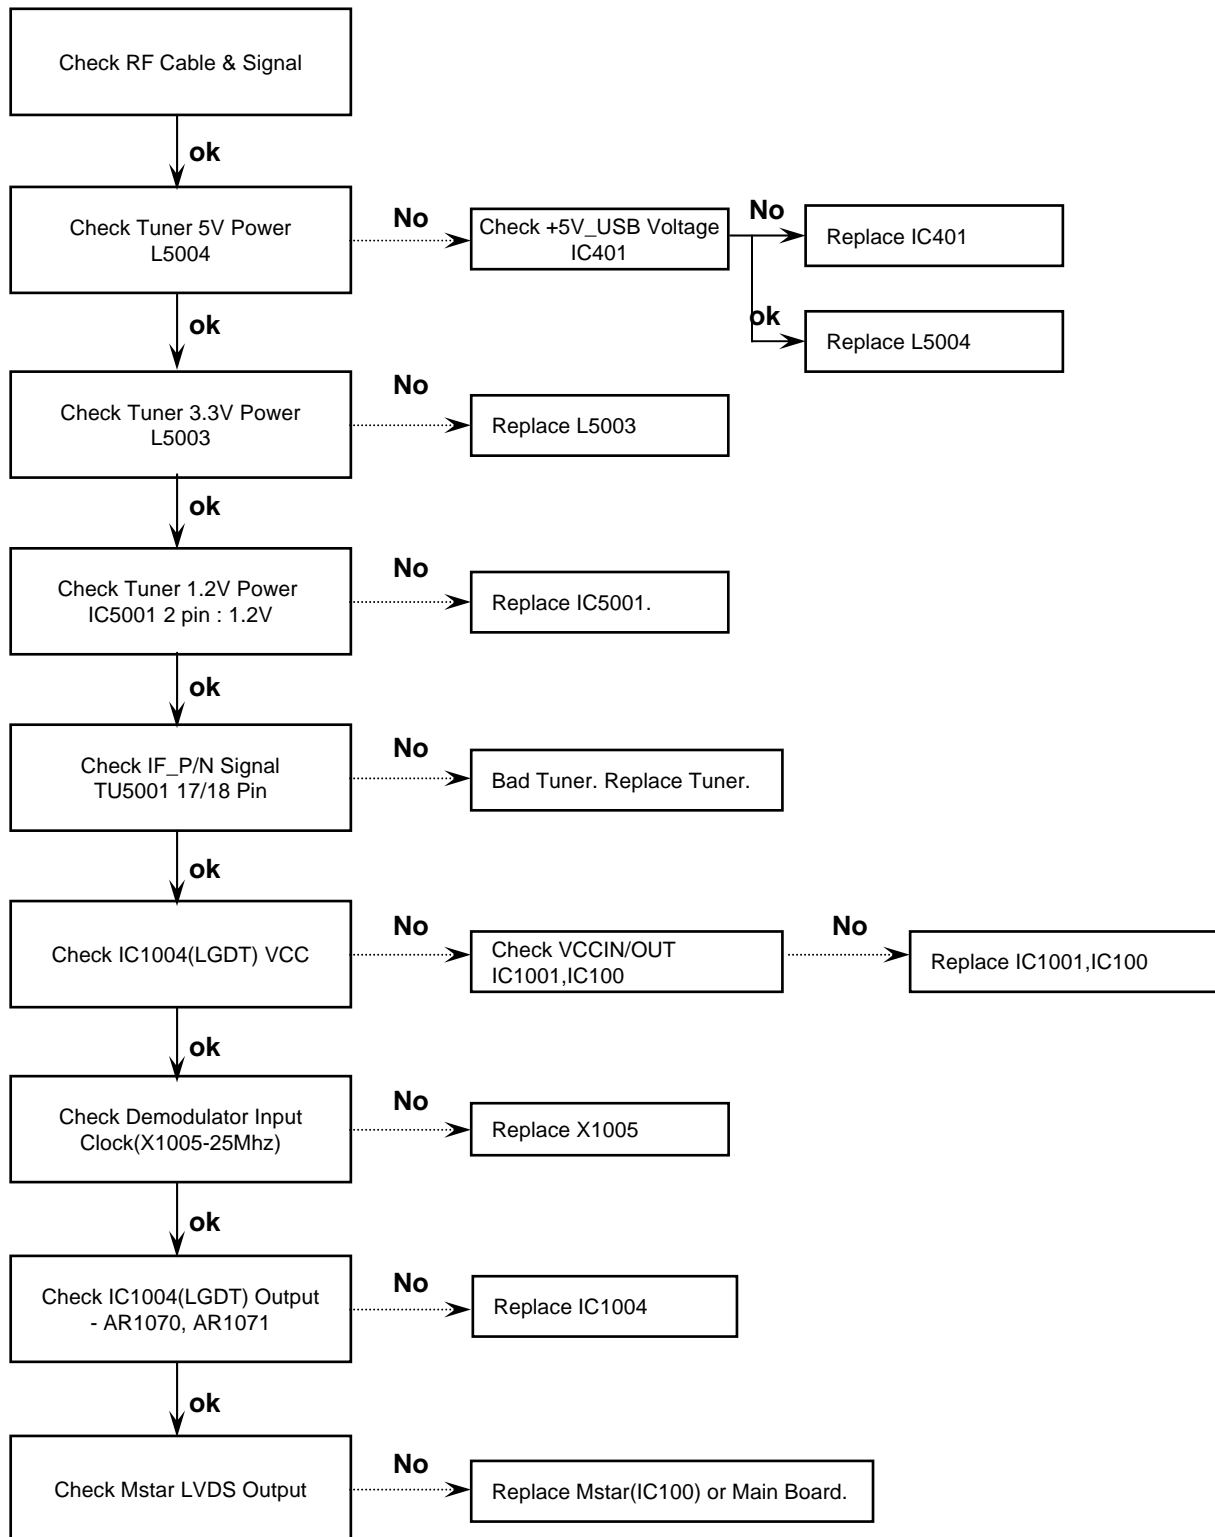 Check RF Cable & Signal
ok
Check Tuner 5V Power
L5004
No
Check +5V_USB Voltage
IC401
No
Replace IC401
ok
Replace L5004
ok
Check Tuner 3.3V Power
L5003
No
Replace L5003
ok
Check Tuner 1.2V Power
IC5001 2 pin : 1.2V
No
Replace IC5001.
ok
Check IF_P/N Signal
TU5001 17/18 Pin
No
Bad Tuner. Replace Tuner.
ok
Check IC1004(LGDT) VCC
No
Check VCCIN/OUT
IC1001,IC100
No
Replace IC1001,IC100
ok
Check Demodulator Input
Clock(X1005-25Mhz)
No
Replace X1005
ok
Check IC1004(LGDT) Output
- AR1070, AR1071
No
Replace IC1004
ok
Check Mstar LVDS Output
No
Replace Mstar(IC100) or Main Board.